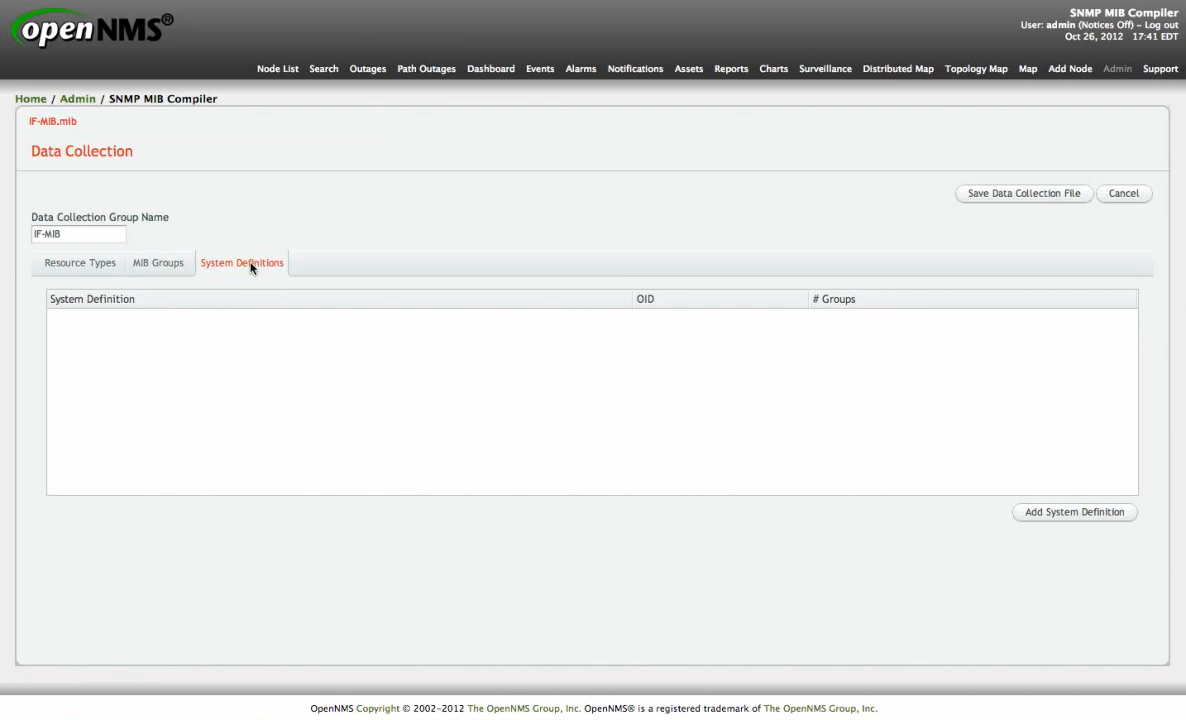 openNMS®
SNMP MIB Compiler
User: admin (Notices Off) – Log out
Oct 26, 2012 17:41 EDT
Node List Search Outages Path Outages Dashboard Events Alarms Notifications Assets Reports Charts Surveillance Distributed Map Topology Map Map Add Node Admin Support
Home / Admin / SNMP MIB Compiler
IF-MIB.mib
Data Collection
Save Data Collection File Cancel
Data Collection Group Name
IF-MIB
Resource Types MIB Groups System Definitions
System Definition OID # Groups
Add System Definition
OpenNMS Copyright © 2002-2012 The OpenNMS Group, Inc. OpenNMS® is a registered trademark of The OpenNMS Group, Inc.